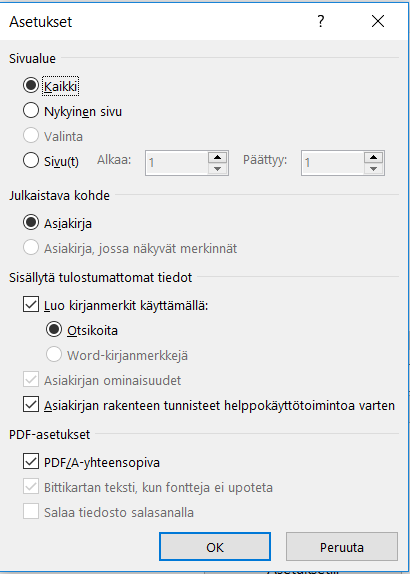 Asetukset
?
Sivualue
Kaikki
Nykyinen sivu
Valinta
Sivu(t) Alkaa: 1 Päättyy: 1
Julkaistava kohde
Asiakirja
Asiakirja, jossa näkyvät merkinnät
Sisällytä tulostumattomat tiedot
Luo kirjanmerkit käyttämällä:
Otsikoita
Word-kirjanmerkkejä
Asiakirjan ominaisuudet
Asiakirjan rakenteen tunnisteet helppokäyttötoimintoa varten
PDF-asetukset
PDF/A-yhteensopiva
Bittikartan teksti, kun fontteja ei upoteta
Salaa tiedosto salasanalla
OK Peruuta